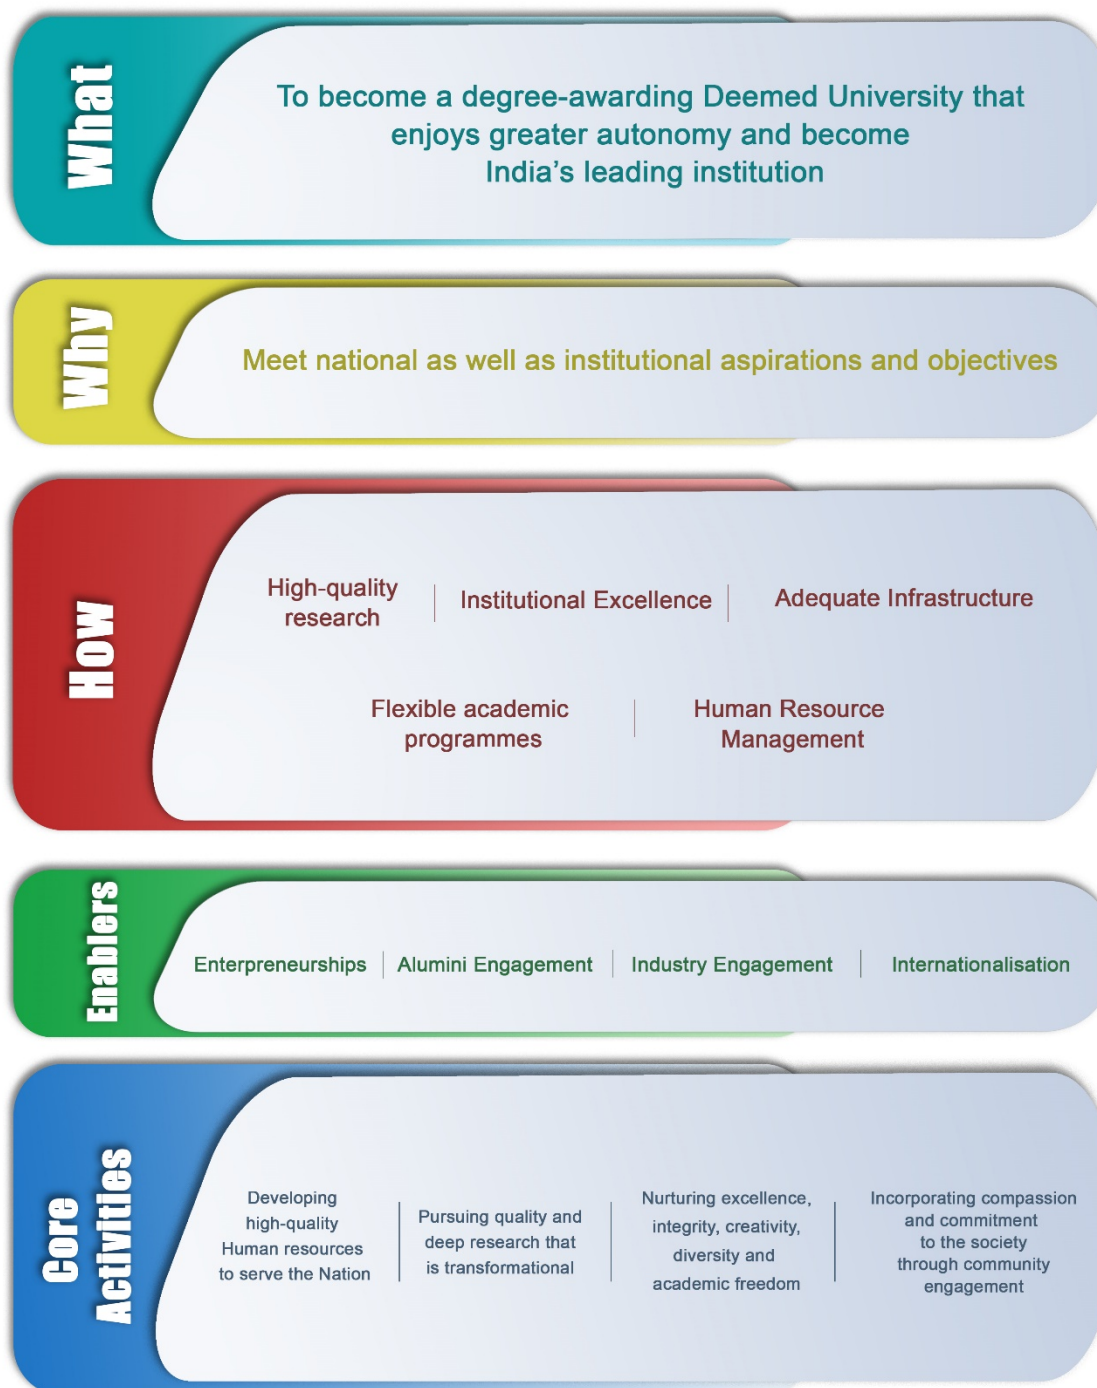 What
To become a degree-awarding Deemed University that
enjoys greater autonomy and become
India's leading institution
Why
Meet national as well as institutional aspirations and objectives
How
High-quality
research
Institutional Excellence
Adequate Infrastructure
Flexible academic
programmes
Human Resource
Management
Enablers
Enterpreneurships
Alumini Engagement
Industry Engagement
Internationalisation
Core
Activities
Developing
high-quality
Human resources
to serve the Nation
Pursuing quality and
deep research that
is transformational
Nurturing excellence,
integrity, creativity,
diversity and
academic freedom
Incorporating compassion
and commitment
to the society
through community
engagement